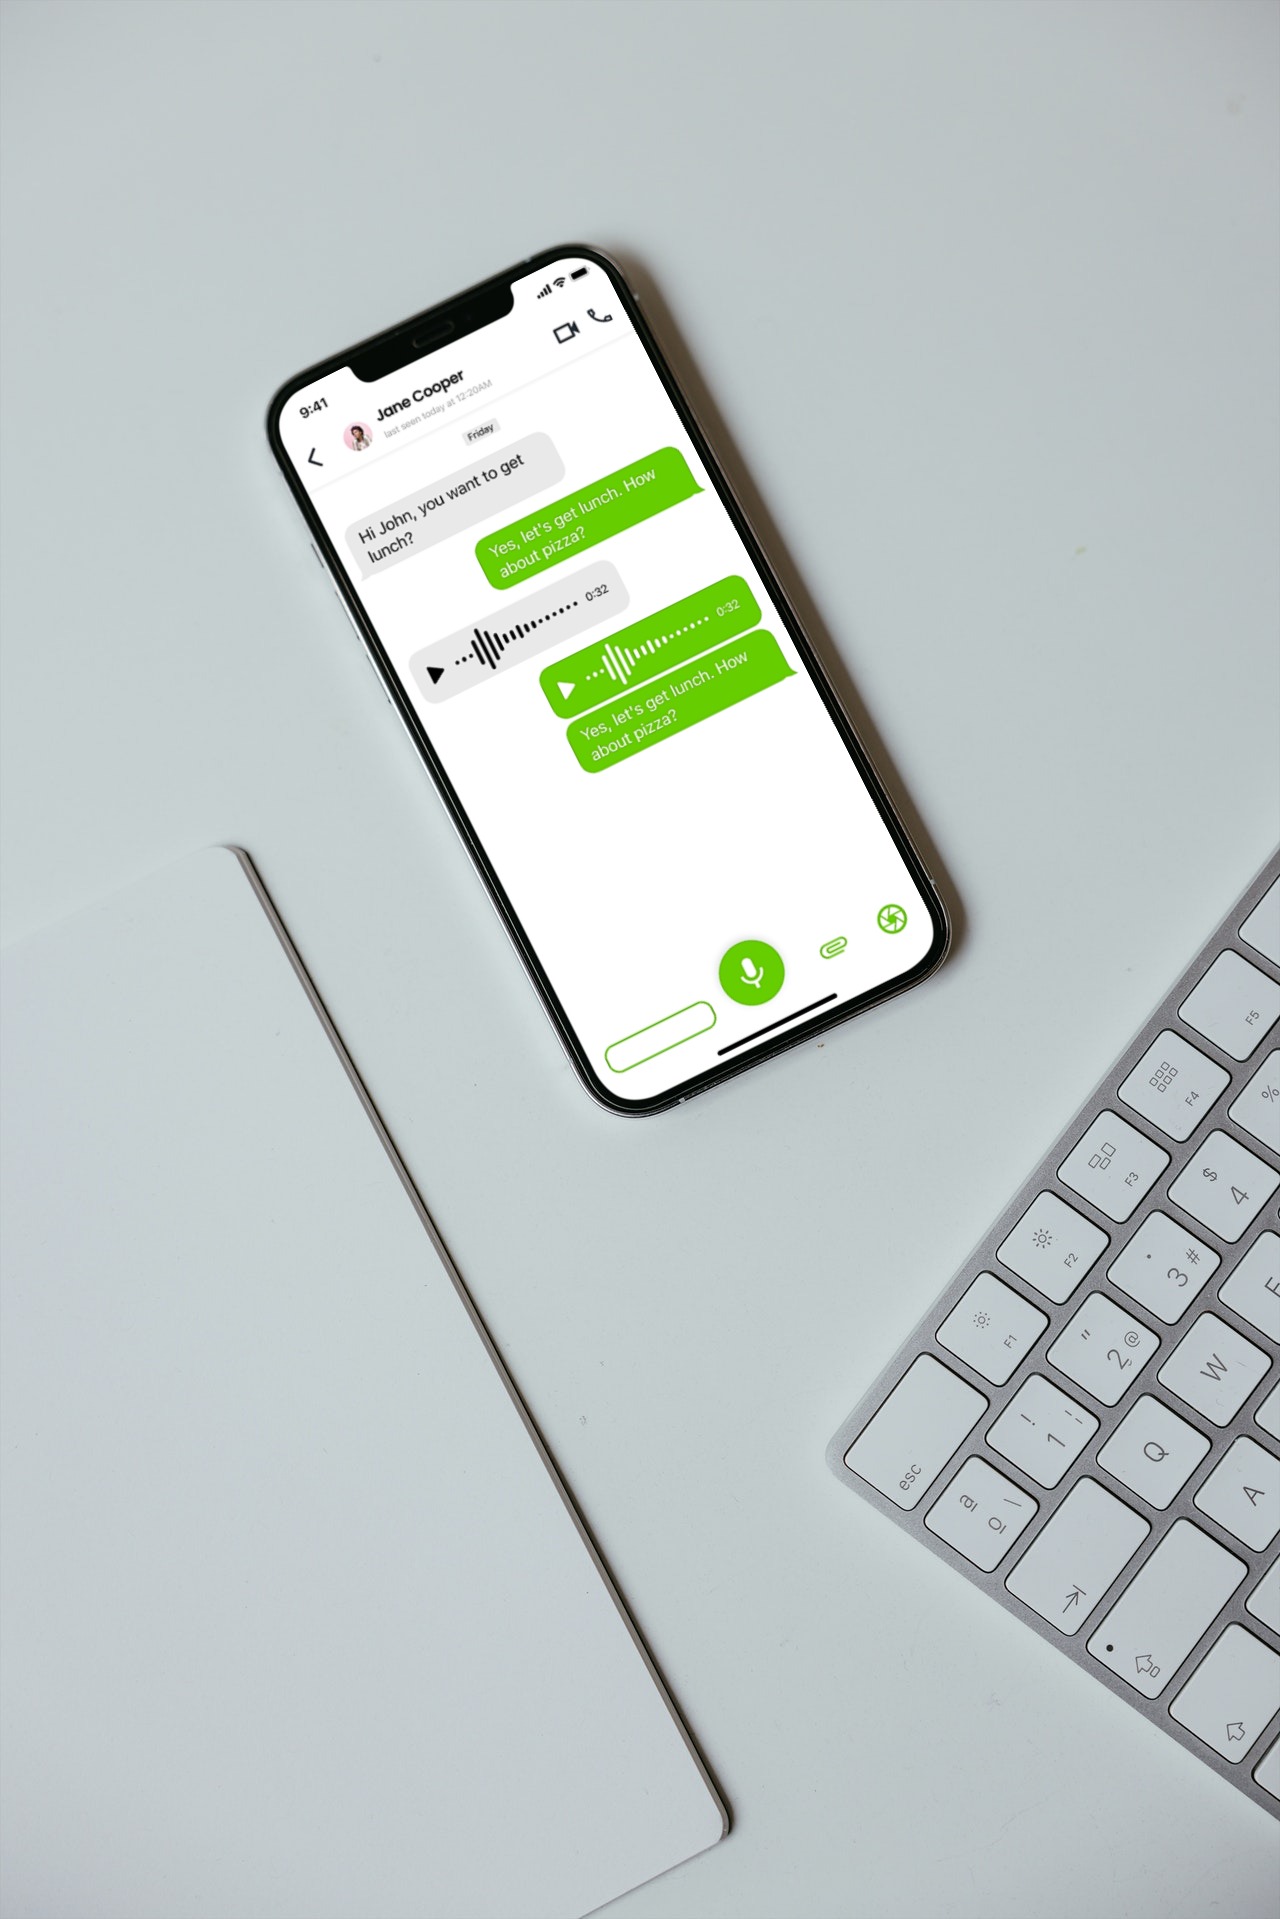 9:41
Jane Cooper
last seen today at 12:20AM
Friday
Hi John, you want to get
lunch?
Yes, let's get lunch. How
about pizza?
0:32
0:32
Yes, let's get lunch. How
about pizza?
F5
F4
F3
F2
F1
esc
%
$ 4
3 #
" 2 @
! 1 |
ª º \
E
W
Q
A